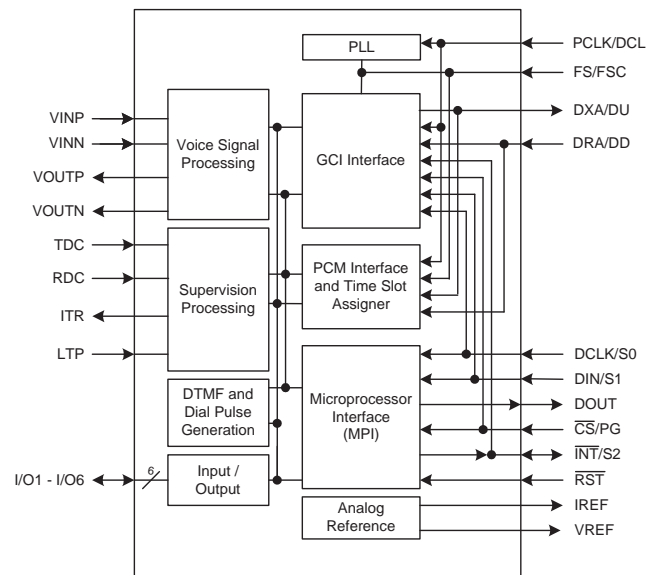 PLL
PCLK/DCL
FS/FSC
VINP
VINN
VOUTP
VOUTN
Voice Signal
Processing
GCI Interface
DXA/DU
DRA/DD
TDC
RDC
ITR
LTP
Supervision
Processing
PCM Interface
and Time Slot
Assigner
DTMF and
Dial Pulse
Generation
Microprocessor
Interface
(MPI)
DCLK/S0
DIN/S1
DOUT
CS/PG
INT/S2
RST
I/O1 - I/O6
6
Input /
Output
Analog
Reference
IREF
VREF